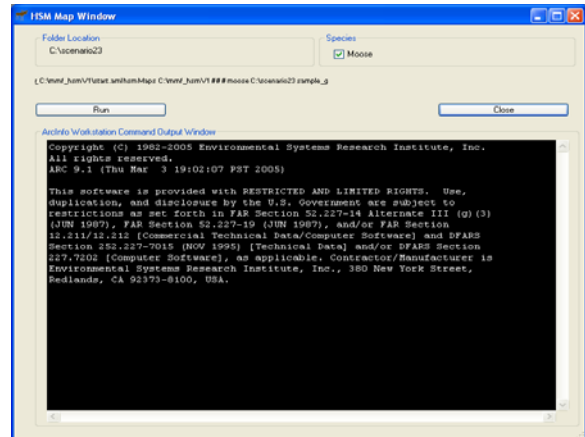 HSM Map Window
Folder Location
C:\scenario23
Species
Moose
moose C:\scenario23 sample_g
Run
Close
ArcInfo Workstation Command Output Window
Copyright (C) 1982-2005 Environmental Systems Research Institute, Inc.
All rights reserved.
ARC 9.1 (Thu Mar  3 19:02:07 PST 2005)
This software is provided with RESTRICTED AND LIMITED RIGHTS.  Use,
duplication, and disclosure by the U.S. Government are subject to
restrictions as set forth in FAR Section 52.227-14 Alternate III (g)(3)
(JUN 1987), FAR Section 52.227-19 (JUN 1987), and/or FAR Section
12.211/12.212 [Commercial Technical Data/Computer Software] and DFARS
Section 252.227-7015 (NOV 1995) [Technical Data] and/or DFARS Section
227.7202 [Computer Software], as applicable. Contractor/Manufacturer is
Environmental Systems Research Institute, Inc., 380 New York Street,
Redlands, CA 92373-8100, USA.